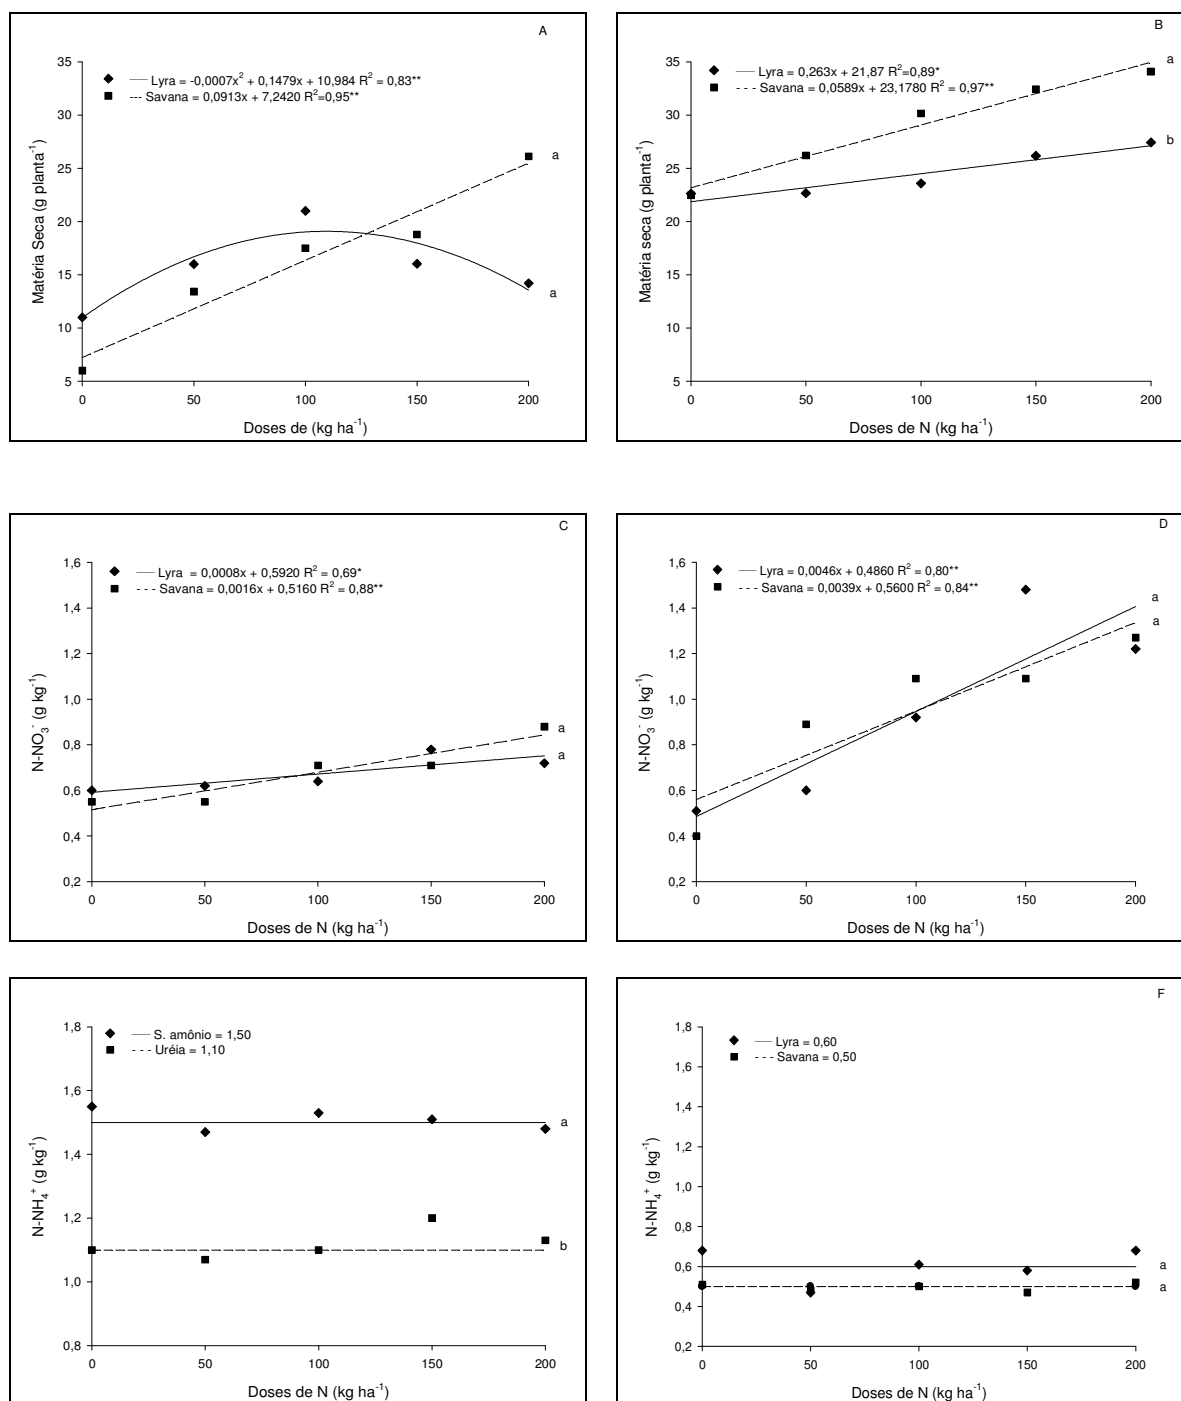 A
Lyra = -0,0007x² + 0,1479x + 10,984 R² = 0,83**
Savana = 0,0913x + 7,2420 R²=0,95**
35
30
25
20
15
10
5
Matéria Seca (g planta⁻¹)
a
a
0 50 100 150 200
Doses de (kg ha⁻¹)
B
Lyra = 0,263x + 21,87 R²=0,89*
Savana = 0,0589x + 23,1780 R² = 0,97**
35
30
25
20
15
10
5
Matéria seca (g planta⁻¹)
a
b
0 50 100 150 200
Doses de N (kg ha⁻¹)
C
Lyra = 0,0008x + 0,5920 R² = 0,69*
Savana = 0,0016x + 0,5160 R² = 0,88**
1,6
1,4
1,2
1,0
0,8
0,6
0,4
0,2
N-NO₃⁻ (g kg⁻¹)
a
a
0 50 100 150 200
Doses de N (kg ha⁻¹)
D
Lyra = 0,0046x + 0,4860 R² = 0,80**
Savana = 0,0039x + 0,5600 R² = 0,84**
1,6
1,4
1,2
1,0
0,8
0,6
0,4
0,2
N-NO₃⁻ (g kg⁻¹)
a
a
0 50 100 150 200
Doses de N (kg ha⁻¹)
S. amônio = 1,50
Uréia = 1,10
1,8
1,6
1,4
1,2
1,0
0,8
N-NH₄⁺ (g kg⁻¹)
a
b
0 50 100 150 200
Doses de N (kg ha⁻¹)
F
Lyra = 0,60
Savana = 0,50
1,8
1,6
1,4
1,2
1,0
0,8
0,6
0,4
0,2
N-NH₄⁺ (g kg⁻¹)
a
a
0 50 100 150 200
Doses de N (kg ha⁻¹)